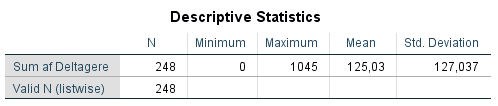 Descriptive Statistics
N Minimum Maximum Mean Std. Deviation
Sum af Deltagere 248 0 1045 125,03 127,037
Valid N (listwise) 248